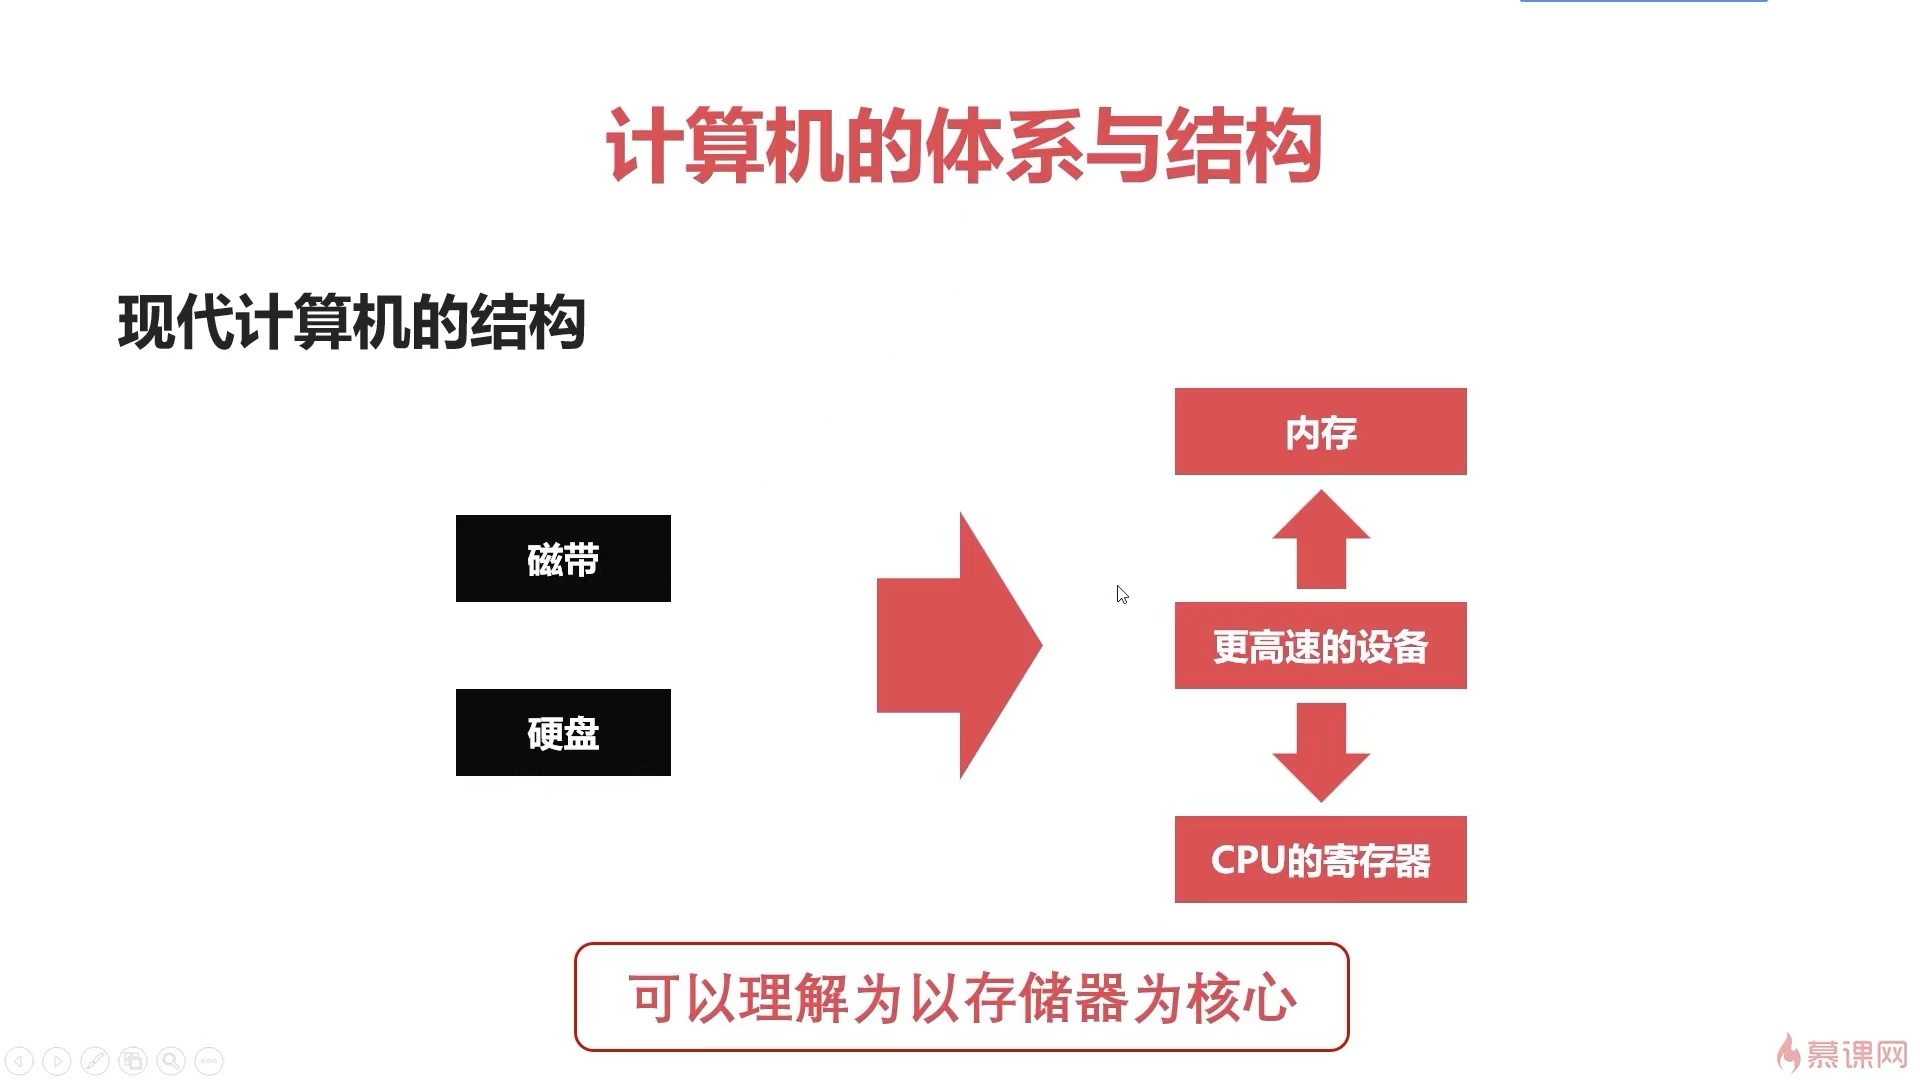 计算机的体系与结构
现代计算机的结构
内存
磁带
更高速的设备
硬盘
CPU的寄存器
可以理解为以存储器为核心
慕课网